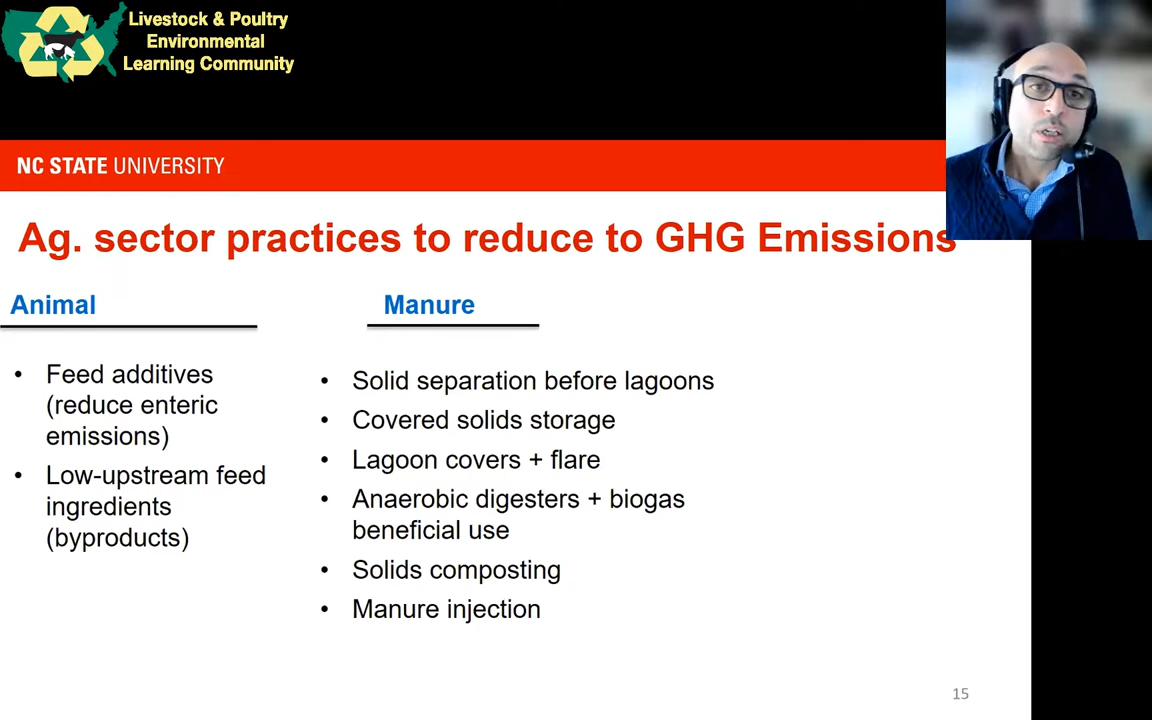 Livestock & Poultry
Environmental
Learning Community
NC STATE UNIVERSITY
Ag. sector practices to reduce to GHG Emissions
Animal
• Feed additives
(reduce enteric
emissions)
• Low-upstream feed
ingredients
(byproducts)
Manure
• Solid separation before lagoons
• Covered solids storage
• Lagoon covers + flare
• Anaerobic digesters + biogas
beneficial use
• Solids composting
• Manure injection
15